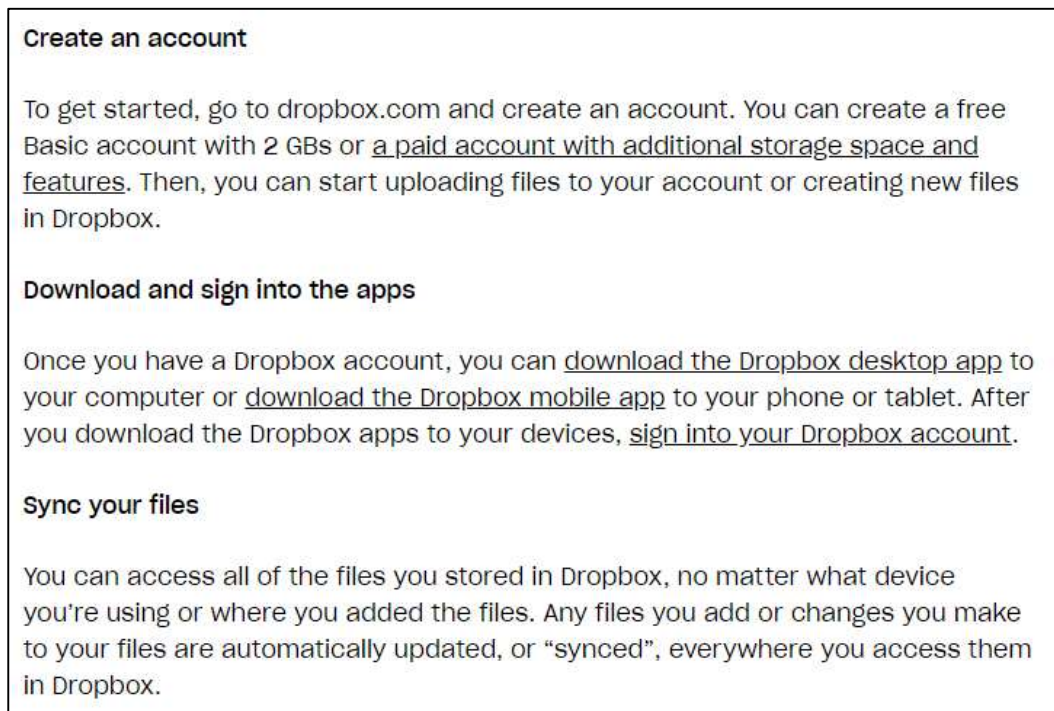 Create an account
To get started, go to dropbox.com and create an account. You can create a free
Basic account with 2 GBs or a paid account with additional storage space and
features. Then, you can start uploading files to your account or creating new files
in Dropbox.
Download and sign into the apps
Once you have a Dropbox account, you can download the Dropbox desktop app to
your computer or download the Dropbox mobile app to your phone or tablet. After
you download the Dropbox apps to your devices, sign into your Dropbox account.
Sync your files
You can access all of the files you stored in Dropbox, no matter what device
you’re using or where you added the files. Any files you add or changes you make
to your files are automatically updated, or “synced”, everywhere you access them
in Dropbox.